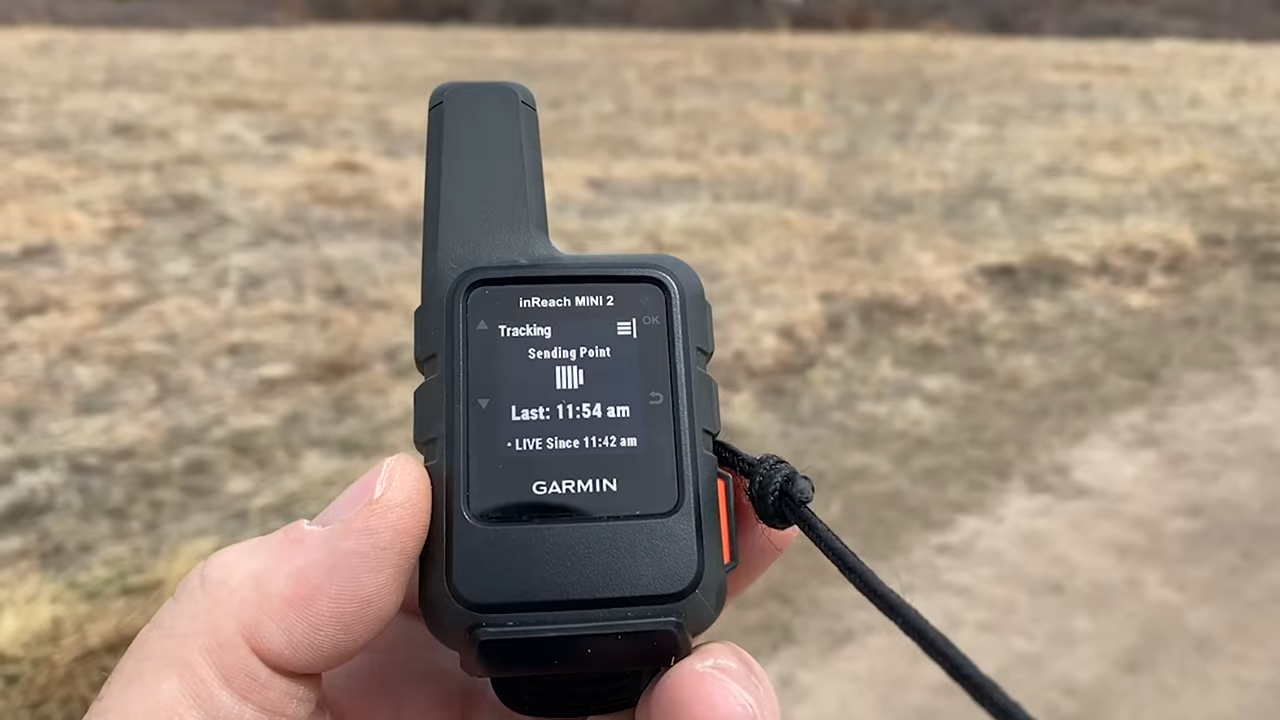 inReach MINI 2
OK
Tracking
Sending Point
Last: 11:54 am
• LIVE Since 11:42 am
GARMIN